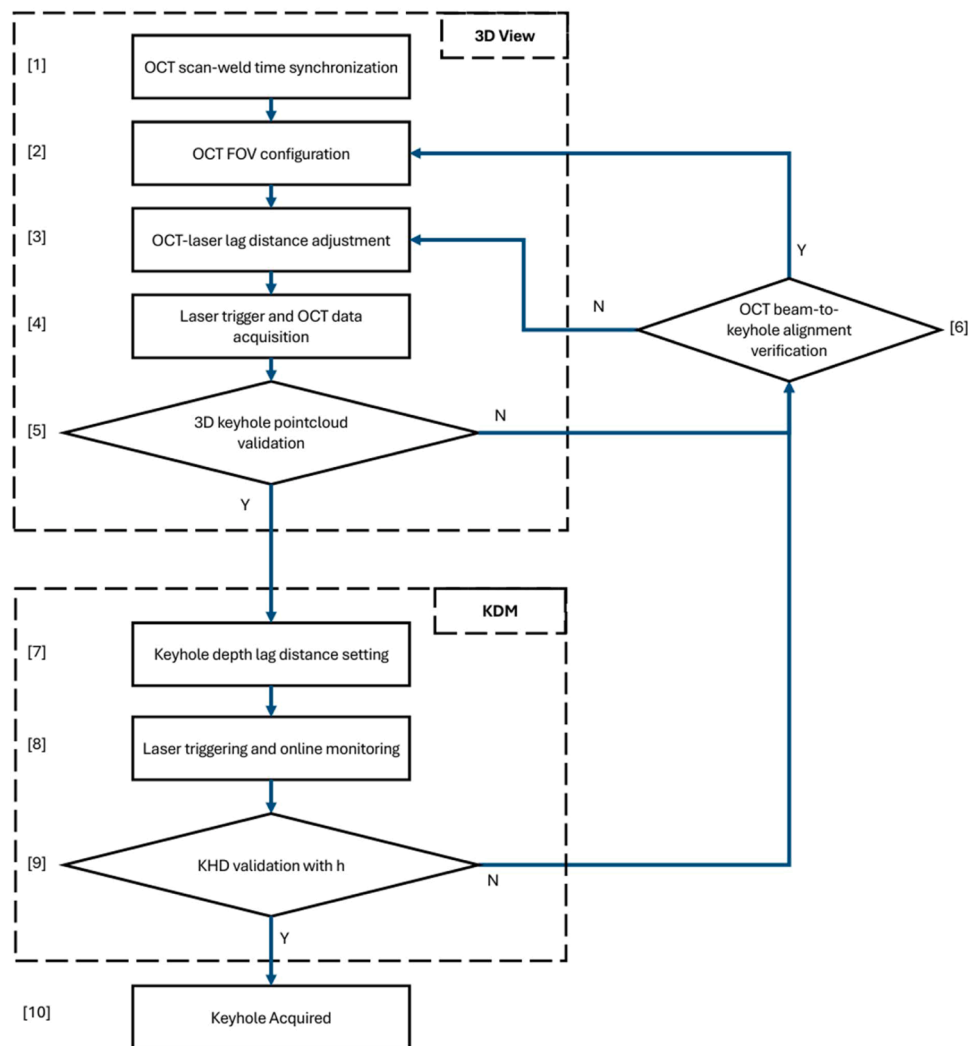 3D View
[1]
OCT scan-weld time synchronization
[2]
OCT FOV configuration
[3]
OCT-laser lag distance adjustment
[4]
Laser trigger and OCT data
acquisition
[5]
3D keyhole pointcloud
validation
N
Y
N
Y
OCT beam-to-
keyhole alignment
verification
[6]
KDM
[7]
Keyhole depth lag distance setting
[8]
Laser triggering and online monitoring
[9]
KHD validation with h
N
Y
[10]
Keyhole Acquired